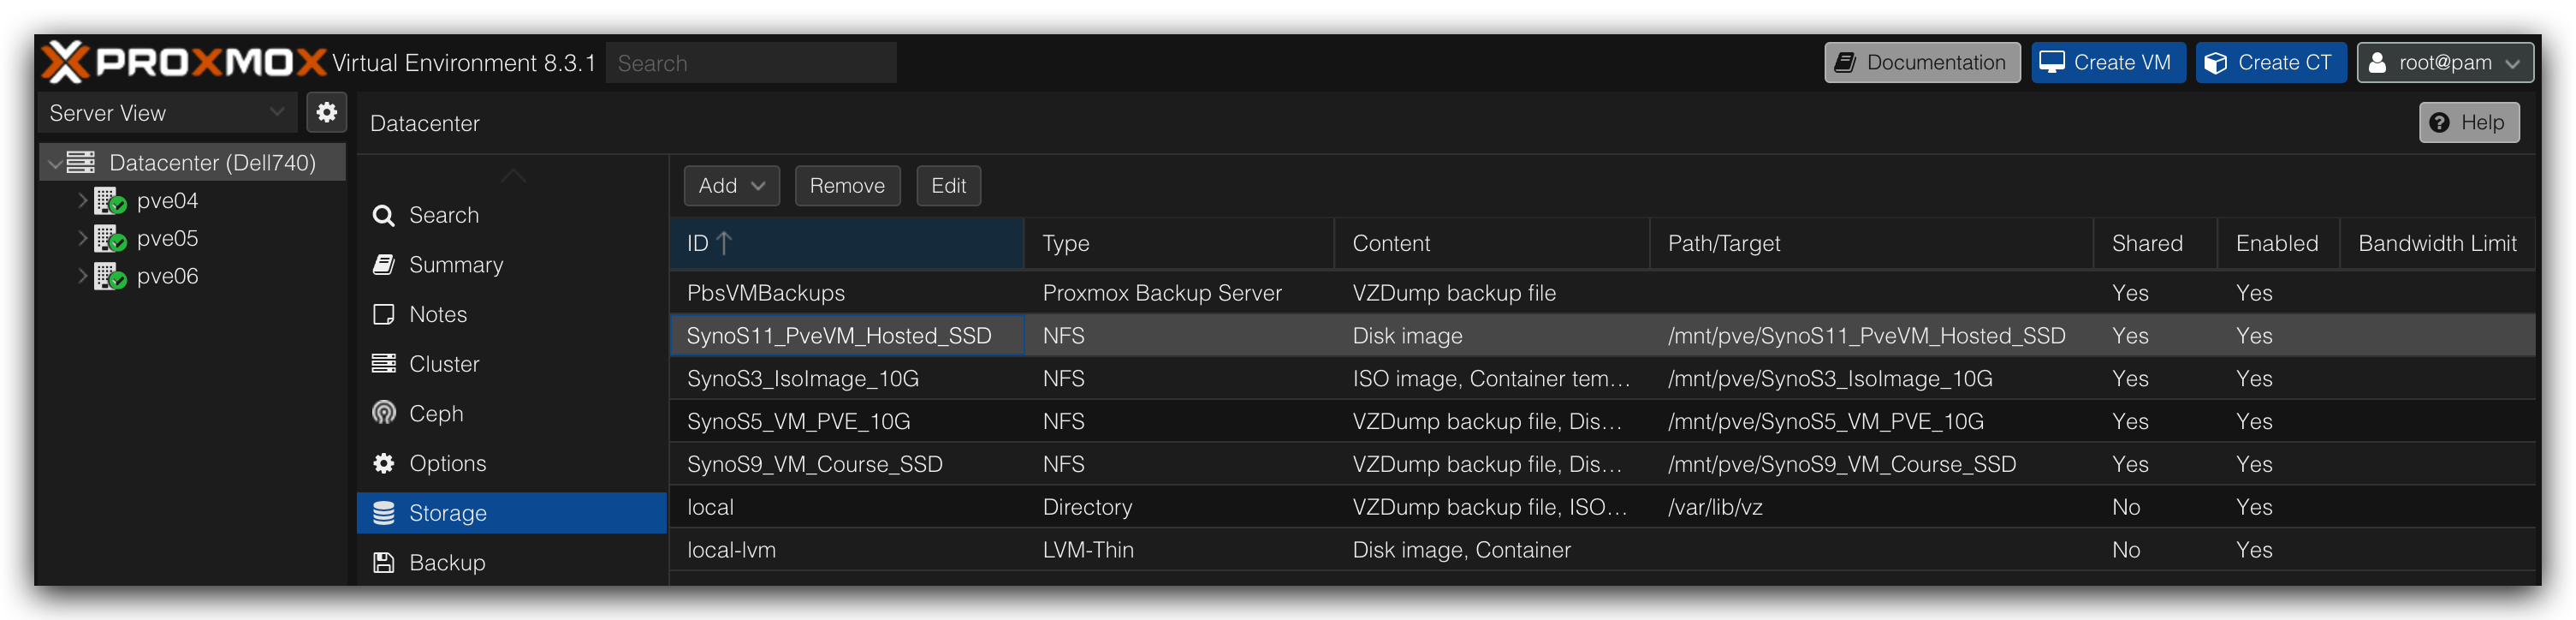 PROXMOX Virtual Environment 8.3.1 Search Documentation Create VM Create CT root@pam
Server View
Datacenter Help
Datacenter (Dell740)
pve04
pve05
pve06
Search
Summary
Notes
Cluster
Ceph
Options
Storage
Backup
Add Remove Edit
ID Type Content Path/Target Shared Enabled Bandwidth Limit
PbsVMBackups Proxmox Backup Server VZDump backup file Yes Yes
SynoS11_PveVM_Hosted_SSD NFS Disk image /mnt/pve/SynoS11_PveVM_Hosted_SSD Yes Yes
SynoS3_IsoImage_10G NFS ISO image, Container tem... /mnt/pve/SynoS3_IsoImage_10G Yes Yes
SynoS5_VM_PVE_10G NFS VZDump backup file, Dis... /mnt/pve/SynoS5_VM_PVE_10G Yes Yes
SynoS9_VM_Course_SSD NFS VZDump backup file, Dis... /mnt/pve/SynoS9_VM_Course_SSD Yes Yes
local Directory VZDump backup file, ISO... /var/lib/vz No Yes
local-lvm LVM-Thin Disk image, Container No Yes